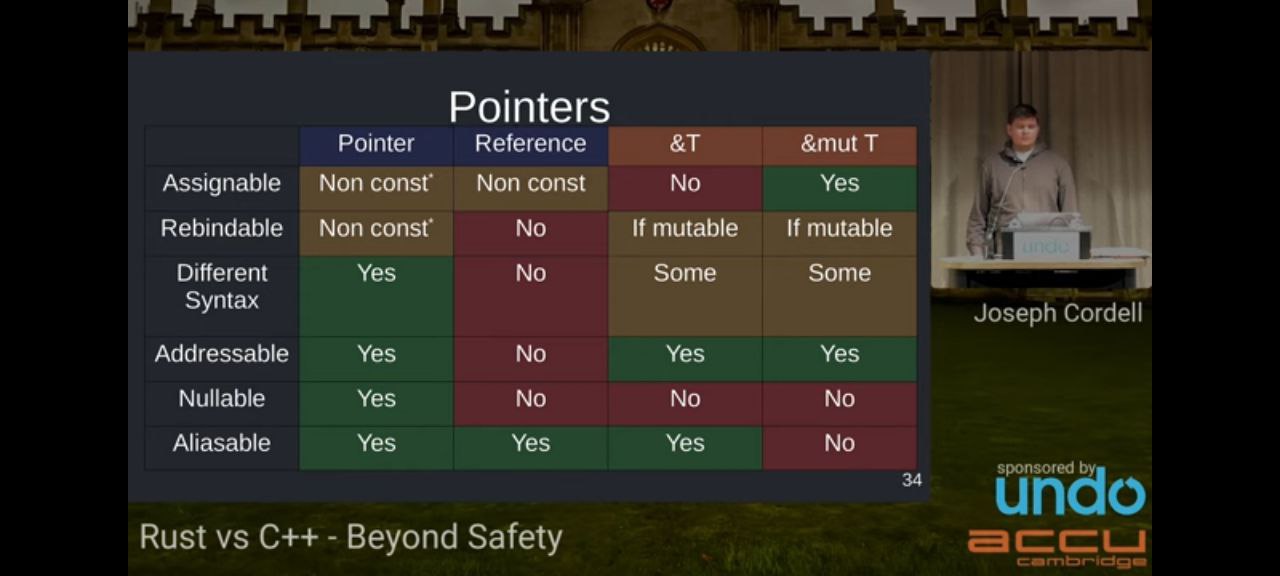 Pointers
Pointer Reference &T &mut T
Assignable Non const* Non const No Yes
Rebindable Non const* No If mutable If mutable
Different Syntax Yes No Some Some
Addressable Yes No Yes Yes
Nullable Yes No No No
Aliasable Yes Yes Yes No
34
undo
Joseph Cordell
sponsored by
undo
accu
cambridge
Rust vs C++ - Beyond Safety